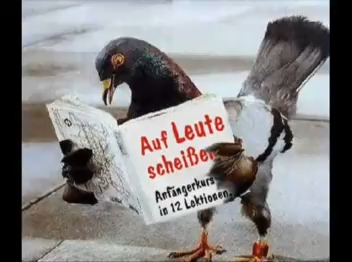 Auf Leute
scheißen
Anfängerkurs
in 12 Lektionen.